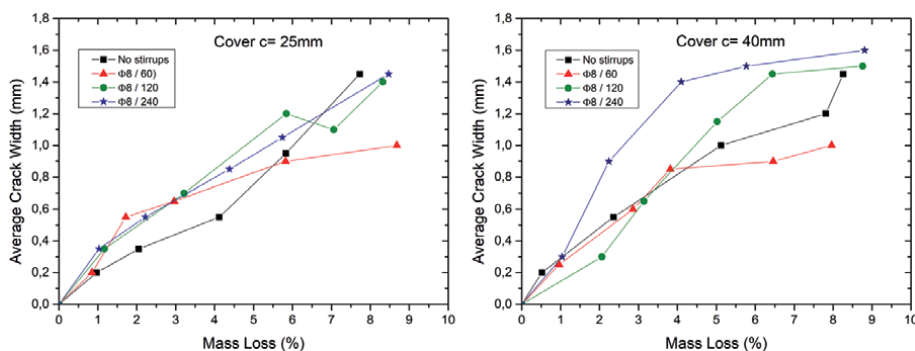 Cover c= 25mm
No stirrups
Φ8 / 60)
Φ8 / 120
Φ8 / 240
Average Crack Width (mm)
1,8
1,6
1,4
1,2
1,0
0,8
0,6
0,4
0,2
0,0
0 1 2 3 4 5 6 7 8 9 10
Mass Loss (%)
Cover c= 40mm
No stirrups
Φ8 / 60)
Φ8 / 120
Φ8 / 240
Average Crack Width (mm)
1,8
1,6
1,4
1,2
1,0
0,8
0,6
0,4
0,2
0,0
0 1 2 3 4 5 6 7 8 9 10
Mass Loss (%)